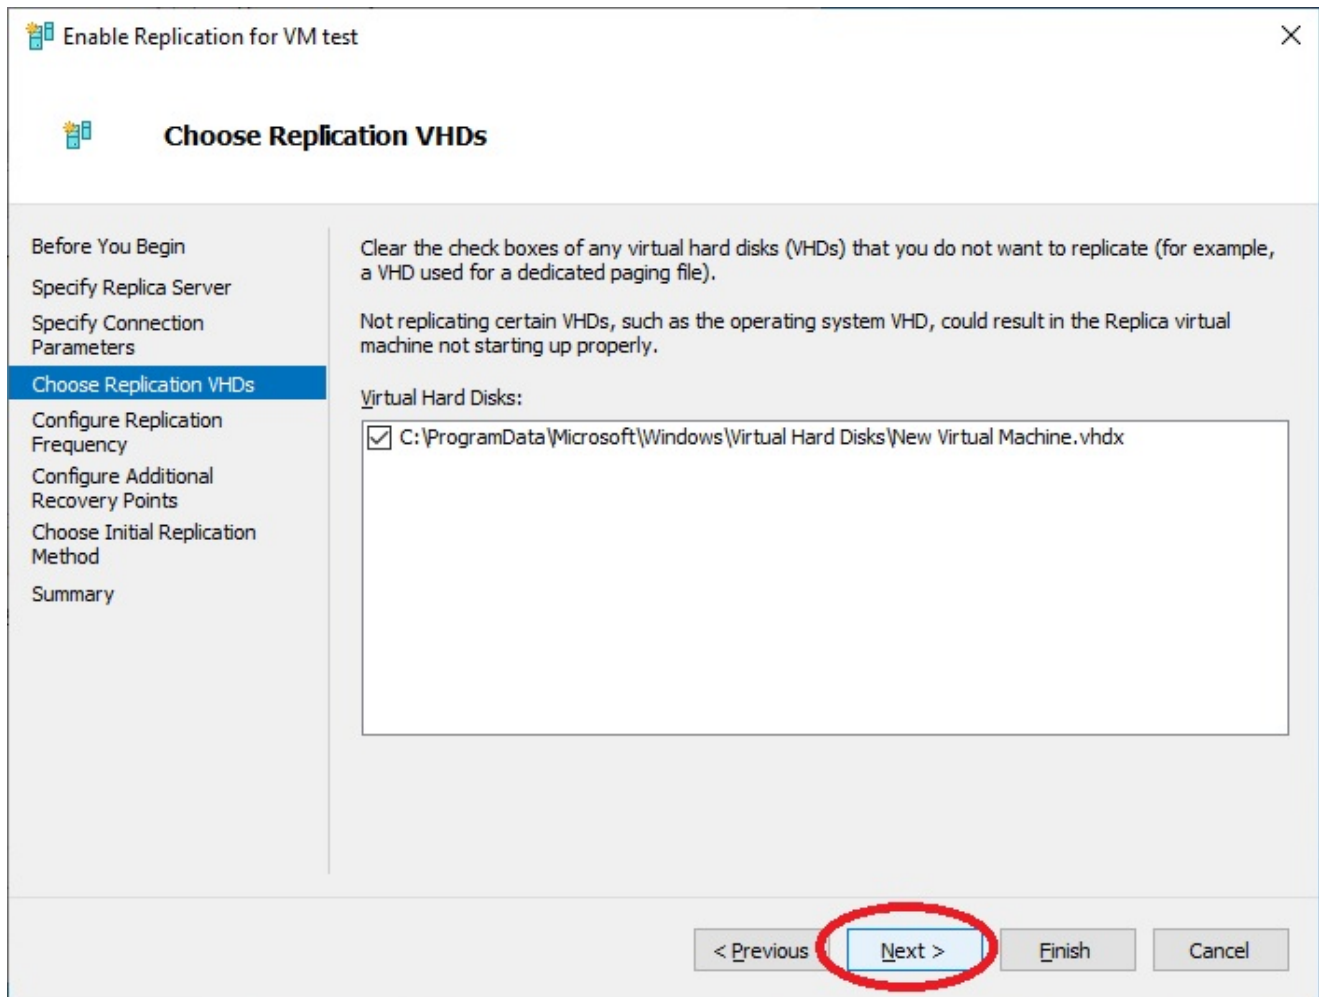 Enable Replication for VM test
Choose Replication VHDs
Before You Begin
Specify Replica Server
Specify Connection
Parameters
Choose Replication VHDs
Configure Replication
Frequency
Configure Additional
Recovery Points
Choose Initial Replication
Method
Summary
Clear the check boxes of any virtual hard disks (VHDs) that you do not want to replicate (for example,
a VHD used for a dedicated paging file).
Not replicating certain VHDs, such as the operating system VHD, could result in the Replica virtual
machine not starting up properly.
Virtual Hard Disks:
C:\ProgramData\Microsoft\Windows\Virtual Hard Disks\New Virtual Machine.vhdx
< Previous
Next >
Finish
Cancel